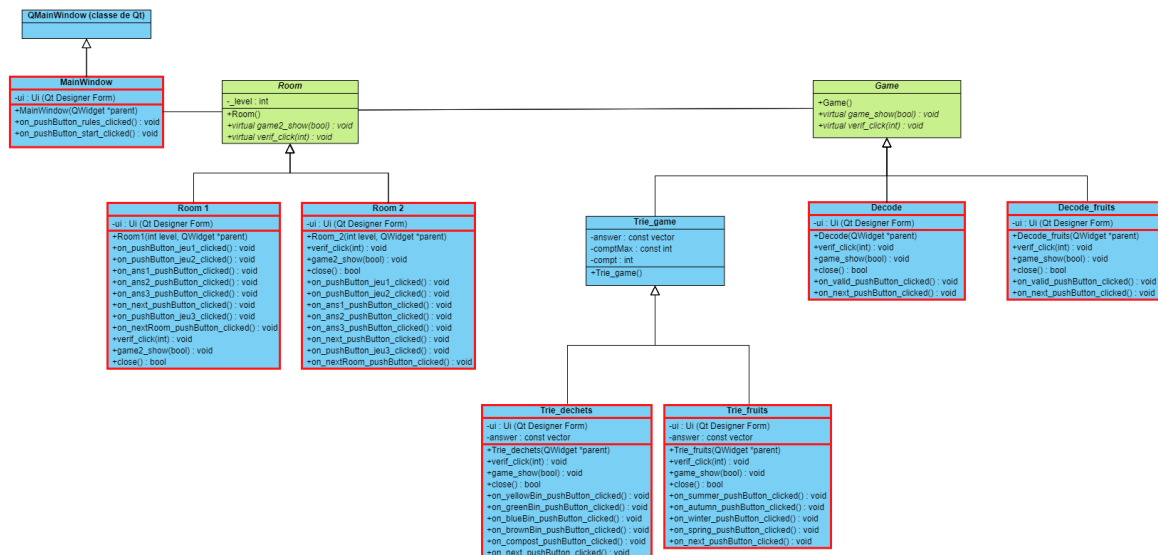 QMainWindow (classe de Qt)
MainWindow
-ui : Ui (Qt Designer Form)
+MainWindow(QWidget *parent)
+on_pushButton_rules_clicked() : void
+on_pushButton_start_clicked() : void
Room
-_level : int
+Room()
+virtual game2_show(bool) : void
+virtual verif_click(int) : void
Game
+Game()
+virtual game_show(bool) : void
+virtual verif_click(int) : void
Room 1
-ui : Ui (Qt Designer Form)
+Room1(int level, QWidget *parent)
+on_pushButton_jeu1_clicked() : void
+on_pushButton_jeu2_clicked() : void
+on_ans1_pushButton_clicked() : void
+on_ans2_pushButton_clicked() : void
+on_ans3_pushButton_clicked() : void
+on_next_pushButton_clicked() : void
+on_pushButton_jeu3_clicked() : void
+on_nextRoom_pushButton_clicked() : void
+verif_click(int) : void
+game2_show(bool) : void
+close() : bool
Room 2
-ui : Ui (Qt Designer Form)
+Room_2(int level, QWidget *parent)
+verif_click(int) : void
+game2_show(bool) : void
+close() : bool
+on_pushButton_jeu1_clicked() : void
+on_pushButton_jeu2_clicked() : void
+on_ans1_pushButton_clicked() : void
+on_ans2_pushButton_clicked() : void
+on_ans3_pushButton_clicked() : void
+on_next_pushButton_clicked() : void
+on_pushButton_jeu3_clicked() : void
+on_nextRoom_pushButton_clicked() : void
Trie_game
-answer : const vector
-comptMax : const int
-compt : int
+Trie_game()
Decode
-ui : Ui (Qt Designer Form)
+Decode(QWidget *parent)
+verif_click(int) : void
+game_show(bool) : void
+close() : bool
+on_valid_pushButton_clicked() : void
+on_next_pushButton_clicked() : void
Decode_fruits
-ui : Ui (Qt Designer Form)
+Decode_fruits(QWidget *parent)
+verif_click(int) : void
+game_show(bool) : void
+close() : bool
+on_valid_pushButton_clicked() : void
+on_next_pushButton_clicked() : void
Trie_dechets
-ui : Ui (Qt Designer Form)
-answer : const vector
+Trie_dechets(QWidget *parent)
+verif_click(int) : void
+game_show(bool) : void
+close() : bool
+on_yellowBin_pushButton_clicked() : void
+on_greenBin_pushButton_clicked() : void
+on_blueBin_pushButton_clicked() : void
+on_brownBin_pushButton_clicked() : void
+on_compost_pushButton_clicked() : void
+on_next_pushButton_clicked() : void
Trie_fruits
-ui : Ui (Qt Designer Form)
-answer : const vector
+Trie_fruits(QWidget *parent)
+verif_click(int) : void
+game_show(bool) : void
+close() : bool
+on_summer_pushButton_clicked() : void
+on_autumn_pushButton_clicked() : void
+on_winter_pushButton_clicked() : void
+on_spring_pushButton_clicked() : void
+on_next_pushButton_clicked() : void